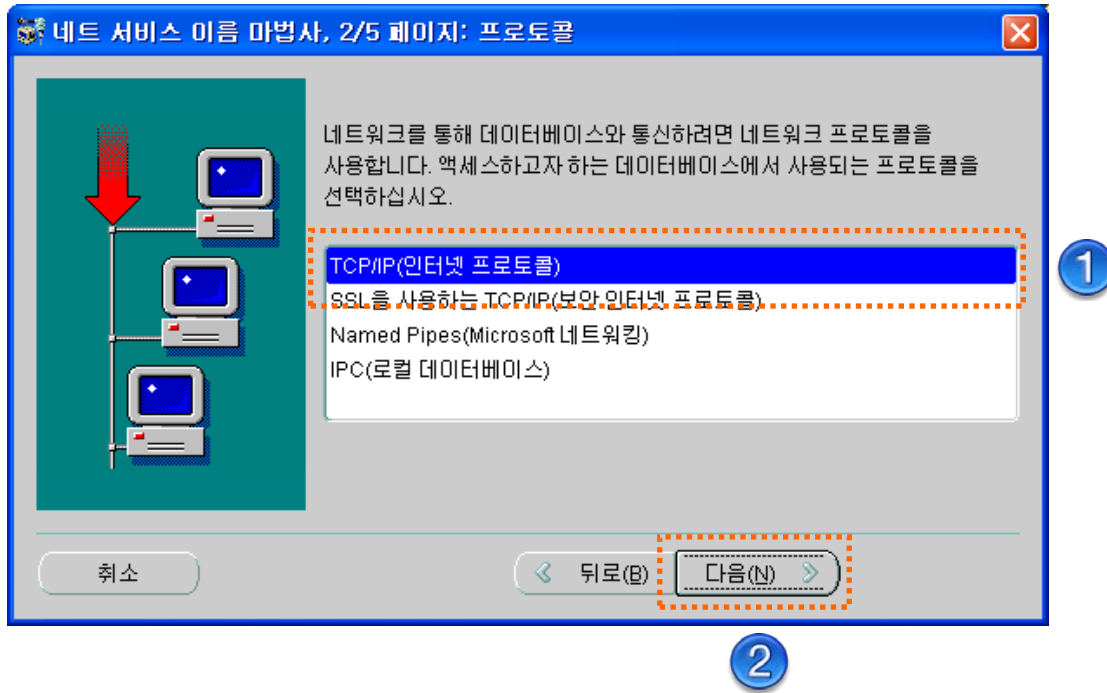 네트 서비스 이름 마법사, 2/5 페이지: 프로토콜
네트워크를 통해 데이터베이스와 통신하려면 네트워크 프로토콜을
사용합니다. 액세스하고자 하는 데이터베이스에서 사용되는 프로토콜을
선택하십시오.
TCP/IP(인터넷 프로토콜)
1
SSL을 사용하는 TCP/IP(보안 인터넷 프로토콜)
Named Pipes(Microsoft 네트워킹)
IPC(로컬 데이터베이스)
취소 뒤로(B) 다음(N)
2